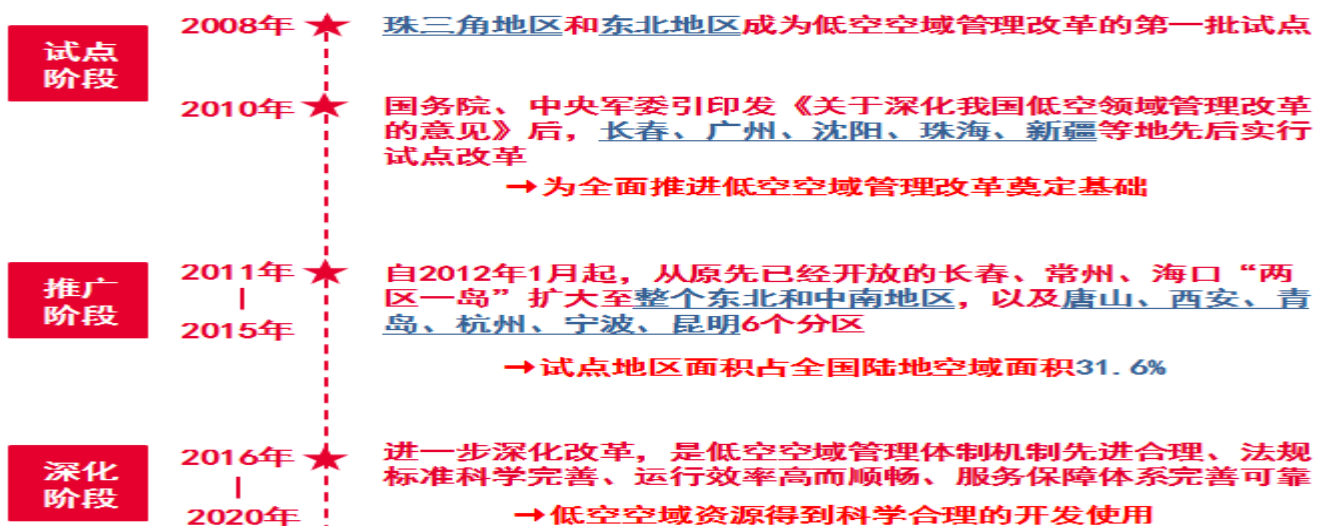 试点
阶段
2008年
珠三角地区和东北地区成为低空空域管理改革的第一批试点
2010年
国务院、中央军委引印发《关于深化我国低空领域管理改革
的意见》后，长春、广州、沈阳、珠海、新疆等地先后实行
试点改革
→为全面推进低空空域管理改革奠定基础
推广
阶段
2011年
2015年
自2012年1月起，从原先已经开放的长春、常州、海口“两
区一岛”扩大至整个东北和中南地区，以及唐山、西安、青
岛、杭州、宁波、昆明6个分区
→试点地区面积占全国陆地空域面积31.6%
深化
阶段
2016年
2020年
进一步深化改革，是低空空域管理体制机制先进合理、法规
标准科学完善、运行效率高而顺畅、服务保障体系完善可靠
→低空空域资源得到科学合理的开发使用